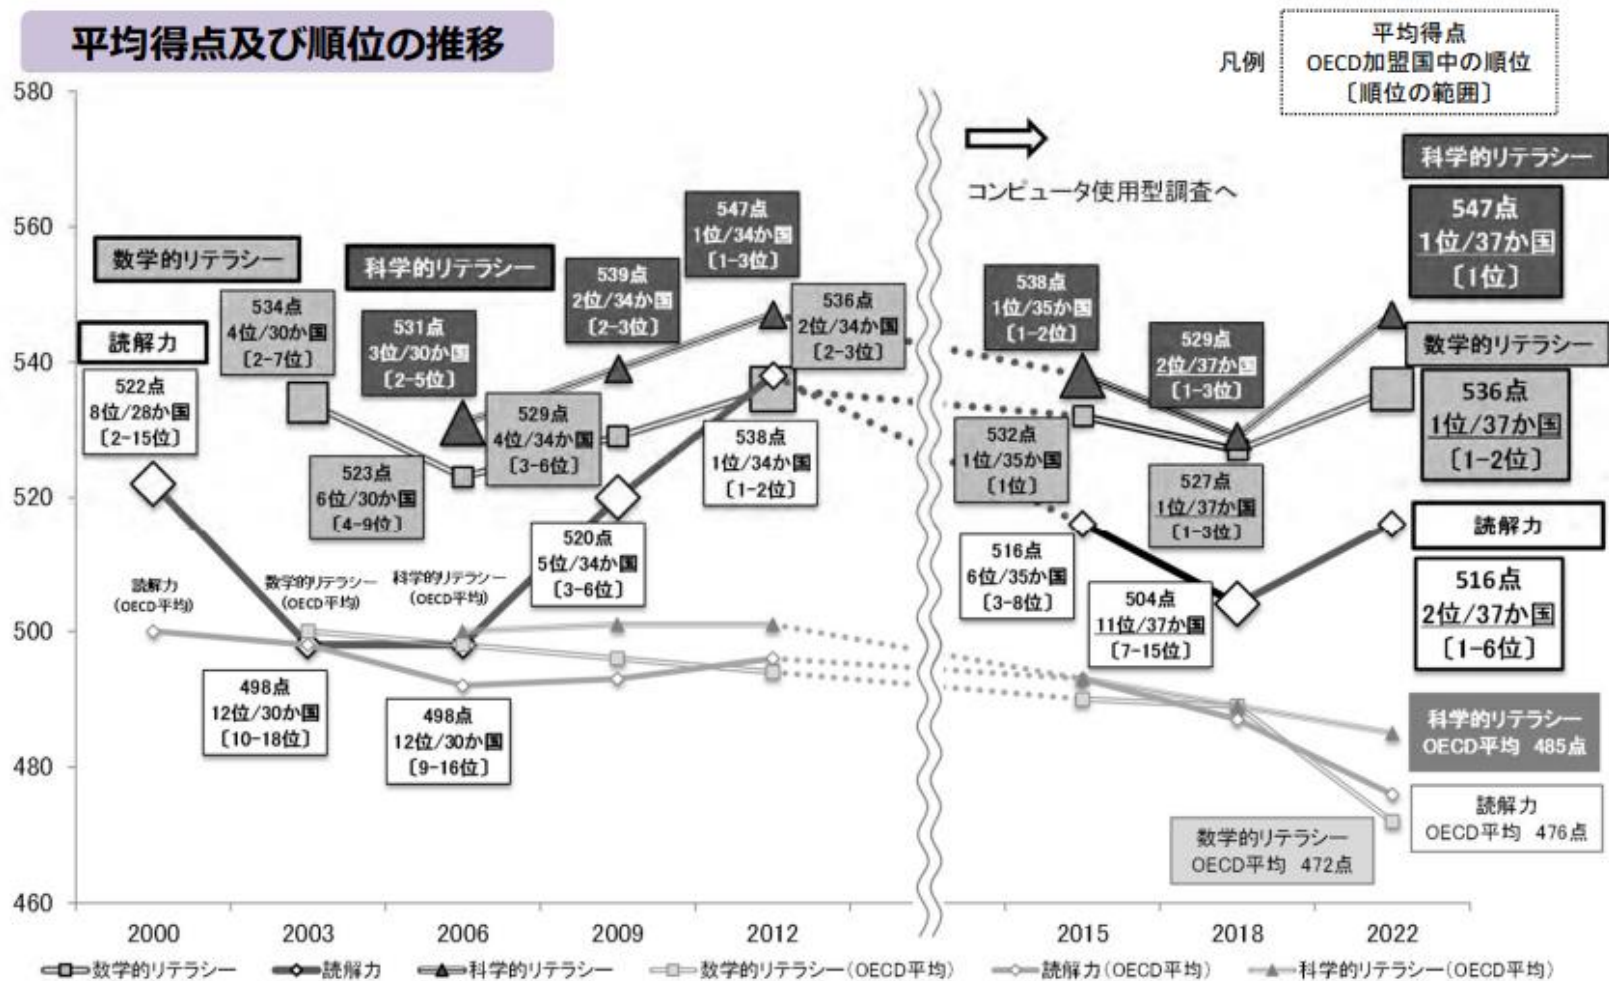 平均得点及び順位の推移
凡例
平均得点
OECD加盟国中の順位
〔順位の範囲〕
580
560
540
520
500
480
460
コンピュータ使用型調査へ
数学的リテラシー
科学的リテラシー
読解力
522点
8位/28か国
〔2-15位〕
534点
4位/30か国
〔2-7位〕
531点
3位/30か国
〔2-5位〕
539点
2位/34か国
〔2-3位〕
547点
1位/34か国
〔1-3位〕
536点
2位/34か国
〔2-3位〕
523点
6位/30か国
〔4-9位〕
529点
4位/34か国
〔3-6位〕
520点
5位/34か国
〔3-6位〕
538点
1位/34か国
〔1-2位〕
498点
12位/30か国
〔10-18位〕
498点
12位/30か国
〔9-16位〕
読解力
(OECD平均)
数学的リテラシー
(OECD平均)
科学的リテラシー
(OECD平均)
538点
1位/35か国
〔1-2位〕
529点
2位/37か国
〔1-3位〕
532点
1位/35か国
〔1位〕
527点
1位/37か国
〔1-3位〕
516点
6位/35か国
〔3-8位〕
504点
11位/37か国
〔7-15位〕
科学的リテラシー
547点
1位/37か国
〔1位〕
数学的リテラシー
536点
1位/37か国
〔1-2位〕
読解力
516点
2位/37か国
〔1-6位〕
科学的リテラシー
OECD平均 485点
読解力
OECD平均 476点
数学的リテラシー
OECD平均 472点
2000 2003 2006 2009 2012 2015 2018 2022
数学的リテラシー 読解力 科学的リテラシー 数学的リテラシー(OECD平均) 読解力(OECD平均) 科学的リテラシー(OECD平均)